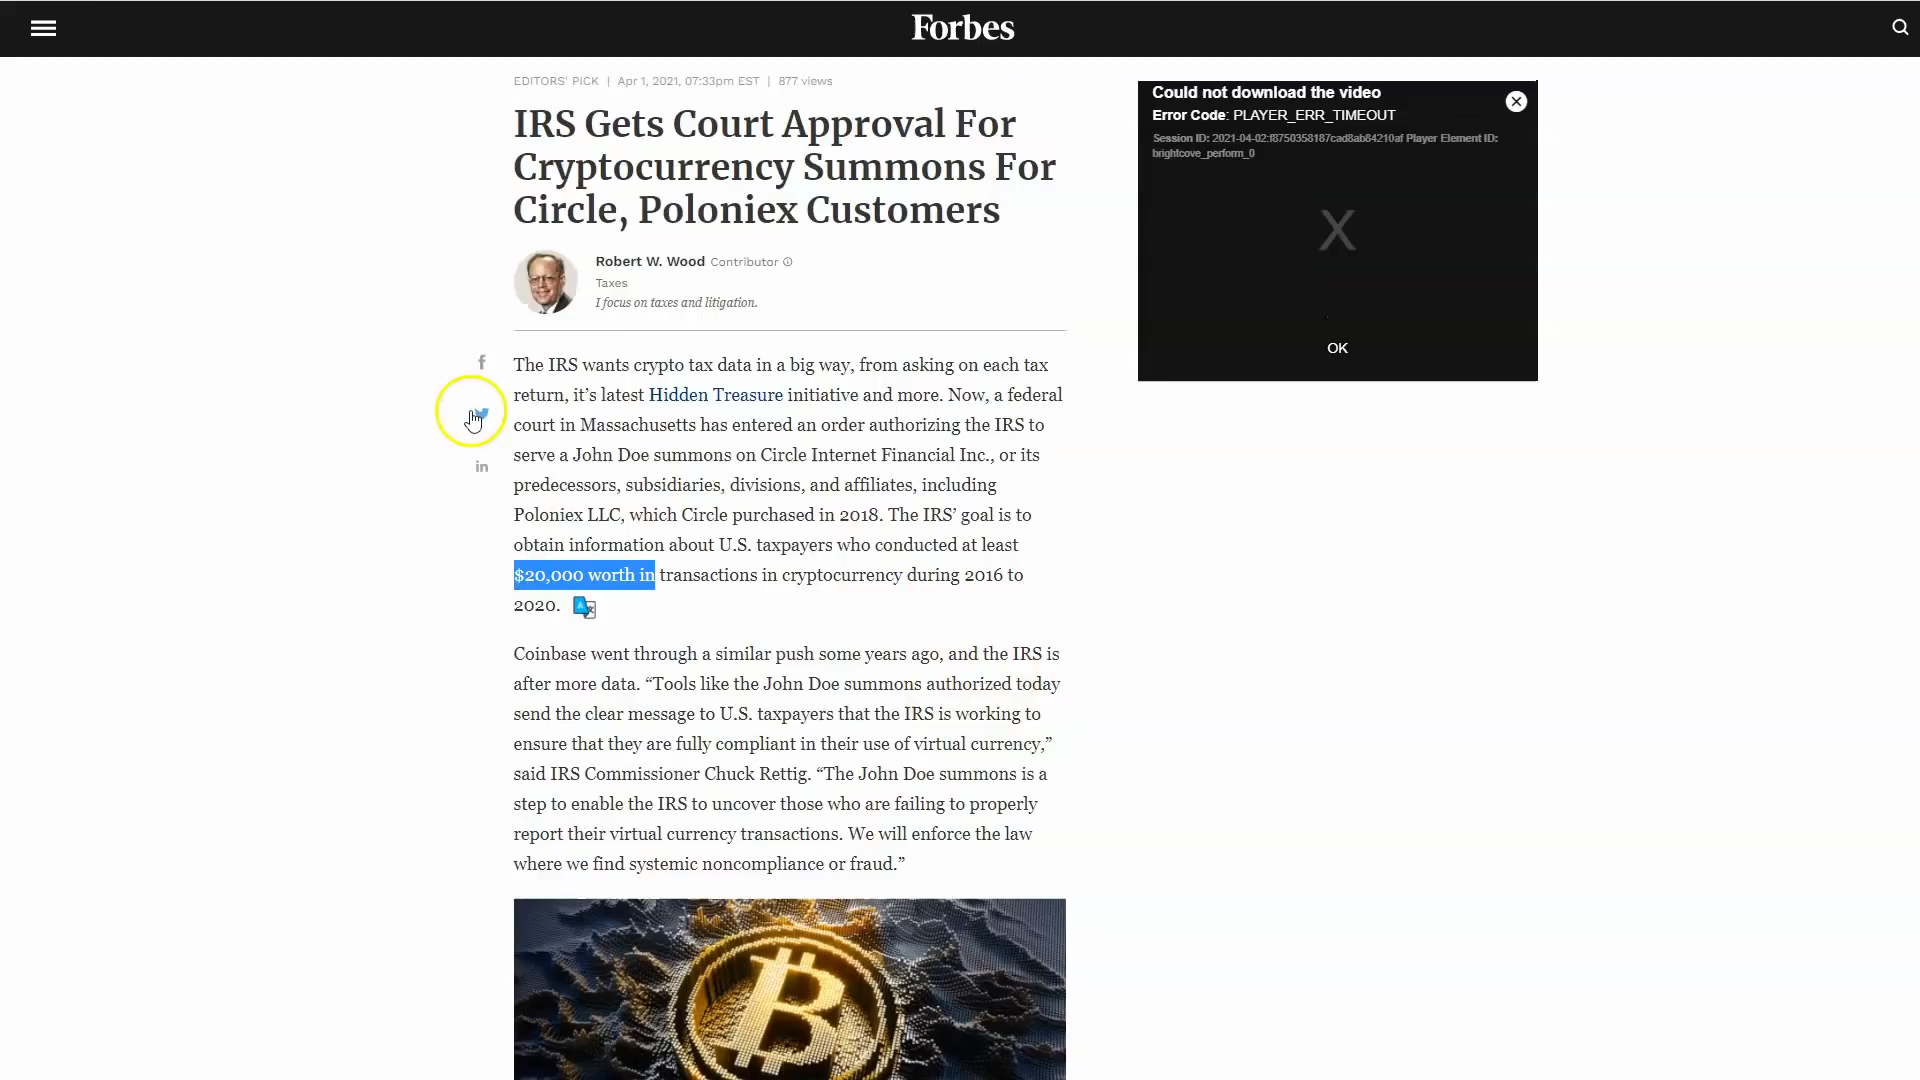 Forbes
EDITORS' PICK | Apr 1, 2021, 07:33pm EST | 877 views
IRS Gets Court Approval For
Cryptocurrency Summons For
Circle, Poloniex Customers
Robert W. Wood Contributor
Taxes
I focus on taxes and litigation.
The IRS wants crypto tax data in a big way, from asking on each tax
return, it's latest Hidden Treasure initiative and more. Now, a federal
court in Massachusetts has entered an order authorizing the IRS to
serve a John Doe summons on Circle Internet Financial Inc., or its
predecessors, subsidiaries, divisions, and affiliates, including
Poloniex LLC, which Circle purchased in 2018. The IRS' goal is to
obtain information about U.S. taxpayers who conducted at least
$20,000 worth in transactions in cryptocurrency during 2016 to
2020.
Coinbase went through a similar push some years ago, and the IRS is
after more data. “Tools like the John Doe summons authorized today
send the clear message to U.S. taxpayers that the IRS is working to
ensure that they are fully compliant in their use of virtual currency,”
said IRS Commissioner Chuck Rettig. “The John Doe summons is a
step to enable the IRS to uncover those who are failing to properly
report their virtual currency transactions. We will enforce the law
where we find systemic noncompliance or fraud.”
Could not download the video
Error Code: PLAYER_ERR_TIMEOUT
Session ID: 2021-04-02:f8750358187cad8ab84210af Player Element ID:
brightcove_perform_0
X
OK